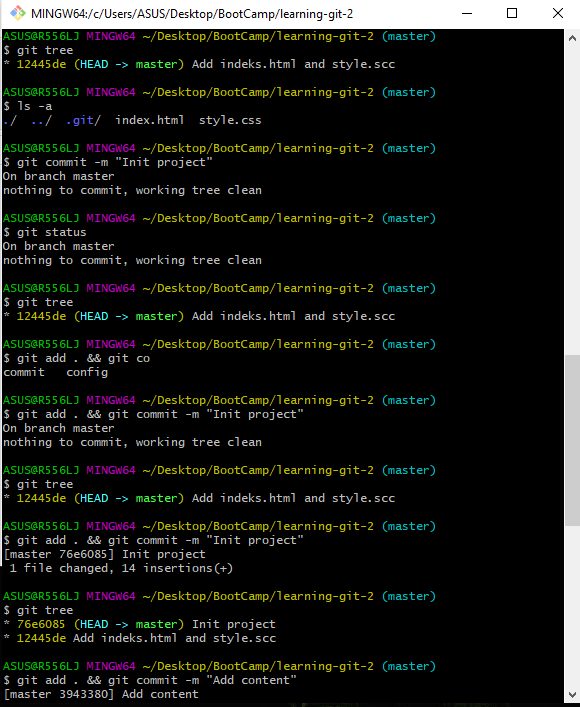 MINGW64:/c/Users/ASUS/Desktop/BootCamp/learning-git-2
ASUS@R556LJ MINGW64 ~/Desktop/BootCamp/learning-git-2 (master)
$ git tree
* 12445de (HEAD -> master) Add indeks.html and style.scc
ASUS@R556LJ MINGW64 ~/Desktop/BootCamp/learning-git-2 (master)
$ ls -a
./ ../ .git/ index.html style.css
ASUS@R556LJ MINGW64 ~/Desktop/BootCamp/learning-git-2 (master)
$ git commit -m "Init project"
On branch master
nothing to commit, working tree clean
ASUS@R556LJ MINGW64 ~/Desktop/BootCamp/learning-git-2 (master)
$ git status
On branch master
nothing to commit, working tree clean
ASUS@R556LJ MINGW64 ~/Desktop/BootCamp/learning-git-2 (master)
$ git tree
* 12445de (HEAD -> master) Add indeks.html and style.scc
ASUS@R556LJ MINGW64 ~/Desktop/BootCamp/learning-git-2 (master)
$ git add . && git co
commit config
ASUS@R556LJ MINGW64 ~/Desktop/BootCamp/learning-git-2 (master)
$ git add . && git commit -m "Init project"
On branch master
nothing to commit, working tree clean
ASUS@R556LJ MINGW64 ~/Desktop/BootCamp/learning-git-2 (master)
$ git tree
* 12445de (HEAD -> master) Add indeks.html and style.scc
ASUS@R556LJ MINGW64 ~/Desktop/BootCamp/learning-git-2 (master)
$ git add . && git commit -m "Init project"
[master 76e6085] Init project
1 file changed, 14 insertions(+)
ASUS@R556LJ MINGW64 ~/Desktop/BootCamp/learning-git-2 (master)
$ git tree
* 76e6085 (HEAD -> master) Init project
* 12445de Add indeks.html and style.scc
ASUS@R556LJ MINGW64 ~/Desktop/BootCamp/learning-git-2 (master)
$ git add . && git commit -m "Add content"
[master 3943380] Add content